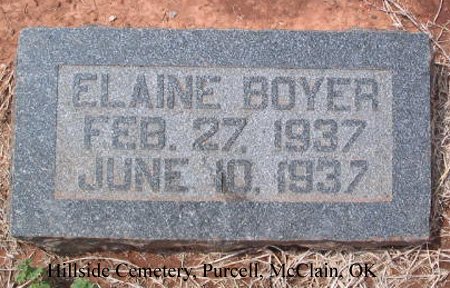 ELAINE BOYER
FEB. 27, 1937
JUNE 10, 1937
Hillside Cemetery, Purcell, McClain, OK